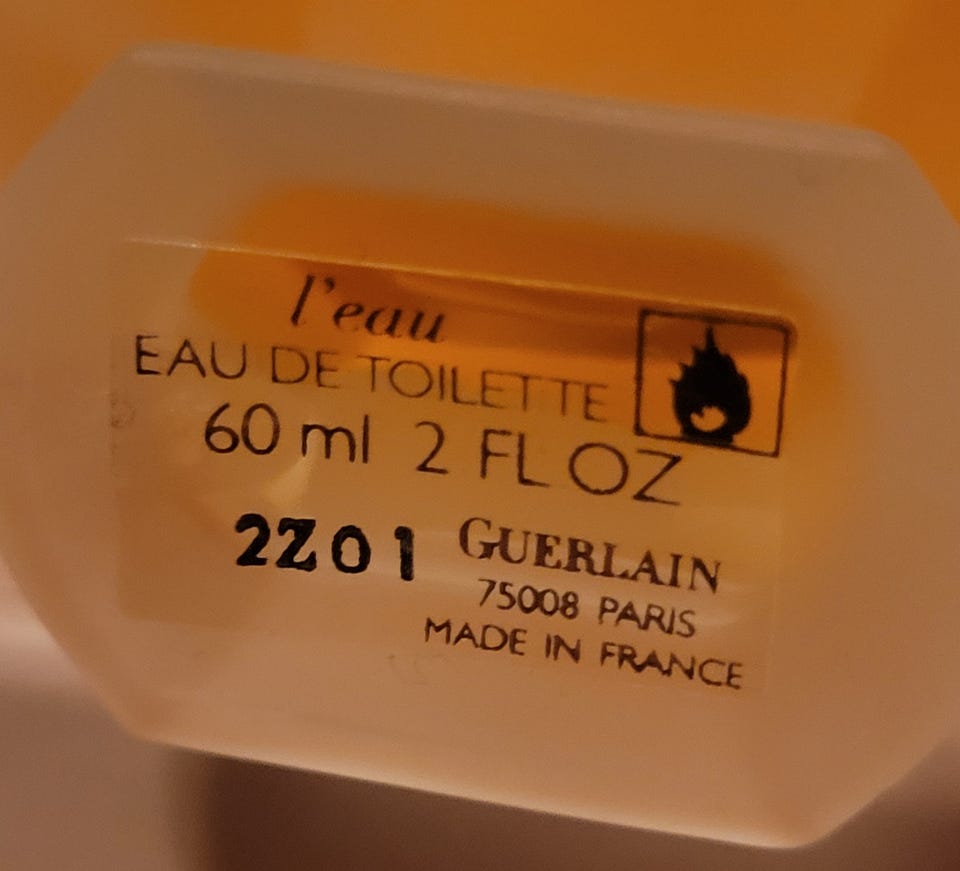 l'eau
EAU DE TOILETTE
60 ml 2 FL OZ
2Z01
GUERLAIN
75008 PARIS
MADE IN FRANCE